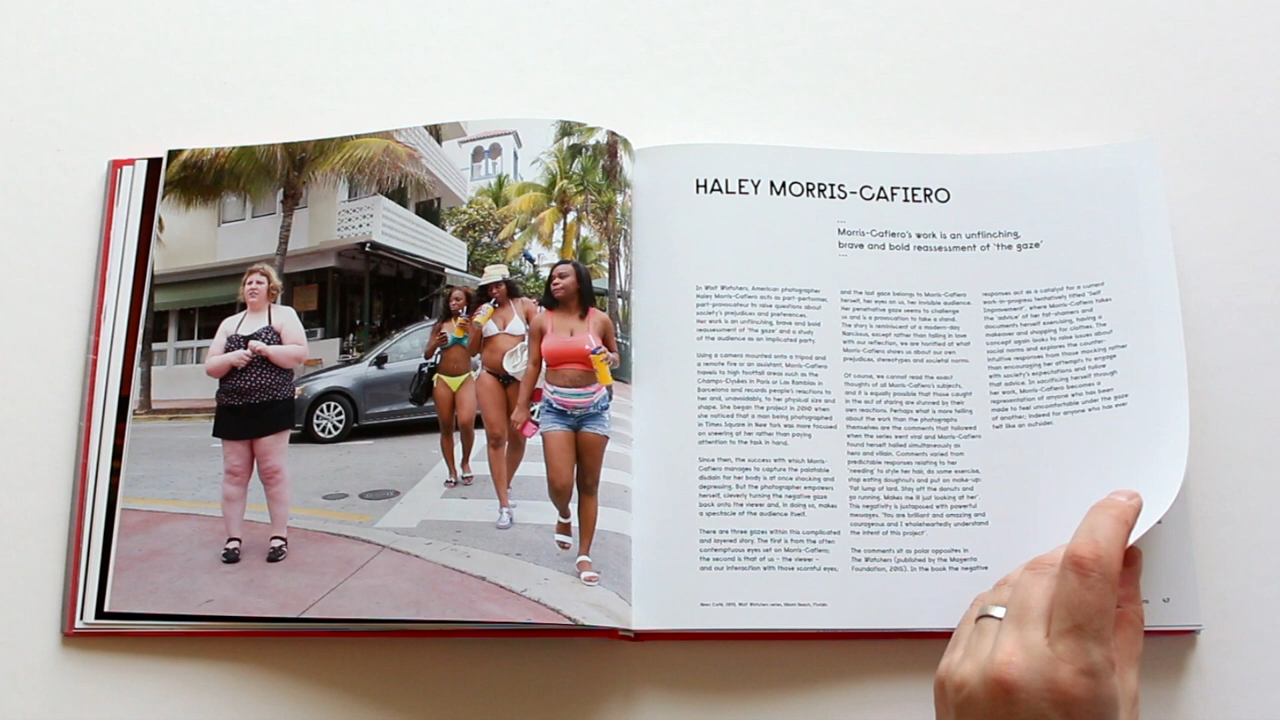 HALEY MORRIS-CAFIERO
...
Morris-Cafiero's work is an unflinching,
brave and bold reassessment of 'the gaze'
...
In Wait Watchers, American photographer
Haley Morris-Cafiero acts as part-performer,
part-provocateur to raise questions about
society's prejudices and preferences.
Her work is an unflinching, brave and bold
reassessment of 'the gaze' and a study
of the audience as an implicated party.
Using a camera mounted onto a tripod and
a remote fire or an assistant, Morris-Cafiero
travels to high footfall areas such as the
Champs-Élysées in Paris or Las Ramblas in
Barcelona and records people's reactions to
her and, unavoidably, to her physical size and
shape. She began the project in 2010 when
she noticed that a man being photographed
in Times Square in New York was more focused
on sneering at her rather than paying
attention to the task in hand.
Since then, the success with which Morris-
Cafiero manages to capture the palatable
disdain for her body is at once shocking and
depressing. But the photographer empowers
herself, cleverly turning the negative gaze
back onto the viewer and, in doing so, makes
a spectacle of the audience itself.
There are three gazes within this complicated
and layered story. The first is from the often
contemptuous eyes set on Morris-Cafiero;
the second is that of us – the viewer –
and our interaction with those scornful eyes;
and the last gaze belongs to Morris-Cafiero
herself, her eyes on us, her invisible audience.
Her penetrative gaze seems to challenge
us and is a provocation to take a stand.
The story is reminiscent of a modern-day
Narcissus, except rather than falling in love
with our reflection, we are horrified at what
Morris-Cafiero shows us about our own
prejudices, stereotypes and societal norms.
Of course, we cannot read the exact
thoughts of all Morris-Cafiero's subjects,
and it is equally possible that those caught
in the act of staring are stunned by their
own reactions. Perhaps what is more telling
about the work than the photographs
themselves are the comments that followed
when the series went viral and Morris-Cafiero
found herself hailed simultaneously as
hero and villain. Comments varied from
predictable responses relating to her
'needing' to style her hair, do some exercise,
stop eating doughnuts and put on make-up:
'Fat lump of lard. Stay off the donuts and
go running. Makes me ill just looking at her'.
This negativity is juxtaposed with powerful
messages. 'You are brilliant and amazing and
courageous and I wholeheartedly understand
the intent of this project'.
The comments sit as polar opposites in
The Watchers (published by the Magenta
Foundation, 2015). In the book the negative
responses act as a catalyst for a current
work-in-progress tentatively titled 'Self
Improvement', where Morris-Cafiero takes
the 'advice' of her fat-shamers and
documents herself exercising, having a
makeover and shopping for clothes. The
concept again looks to raise issues about
social norms and explores the counter-
intuitive responses from those mocking rather
than encouraging her attempts to engage
with society's expectations and follow
that advice. In sacrificing herself through
her work, Morris-Cafiero becomes a
representation of anyone who has been
made to feel uncomfortable under the gaze
of another; indeed for anyone who has ever
felt like an outsider.
2015, Wait Watchers series, Miami Beach, Florida